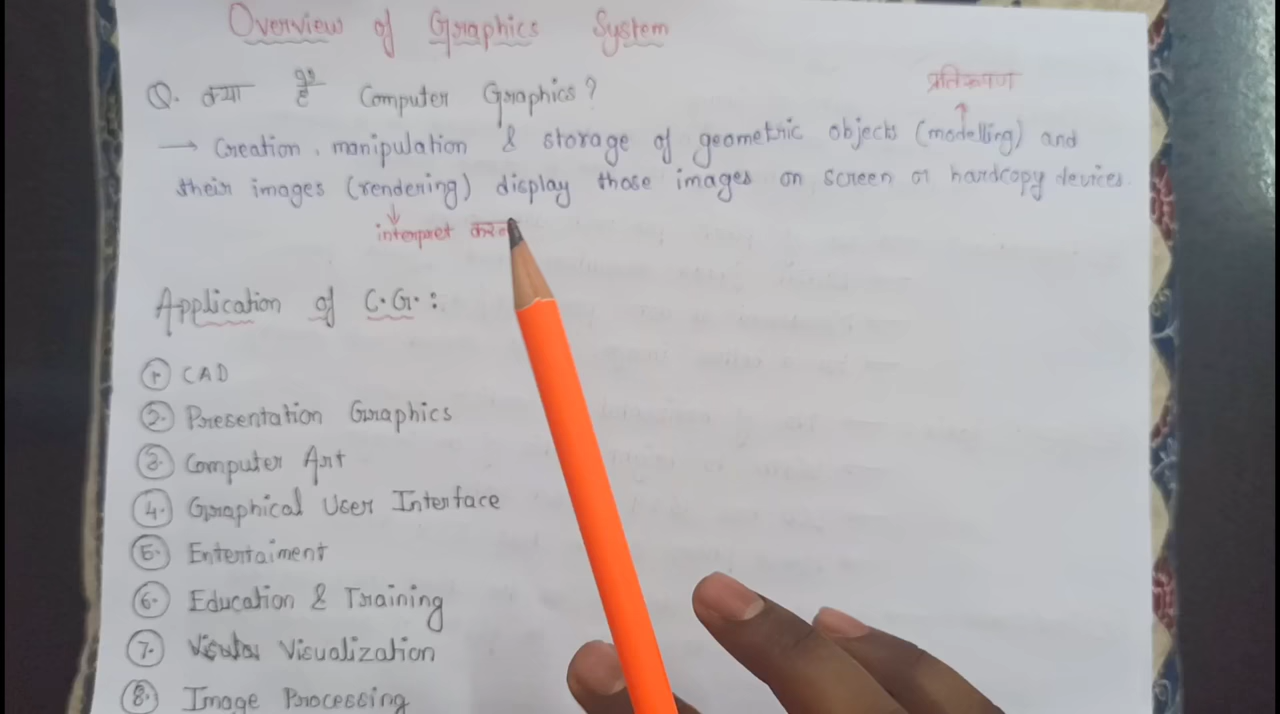 Overview of Graphics System
प्रतिरूपण
Q. क्या है Computer Graphics?
→ Creation, manipulation & storage of geometric objects (modelling) and
their images (rendering) display those images on screen or hardcopy devices.
interpret करना
Application of C.G.:
1. CAD
2. Presentation Graphics
3. Computer Art
4. Graphical User Interface
5. Entertaiment
6. Education & Training
7. Visualization
8. Image Processing